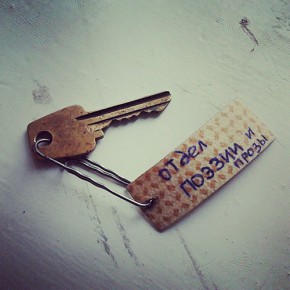 отдел
поэзии и
прозы